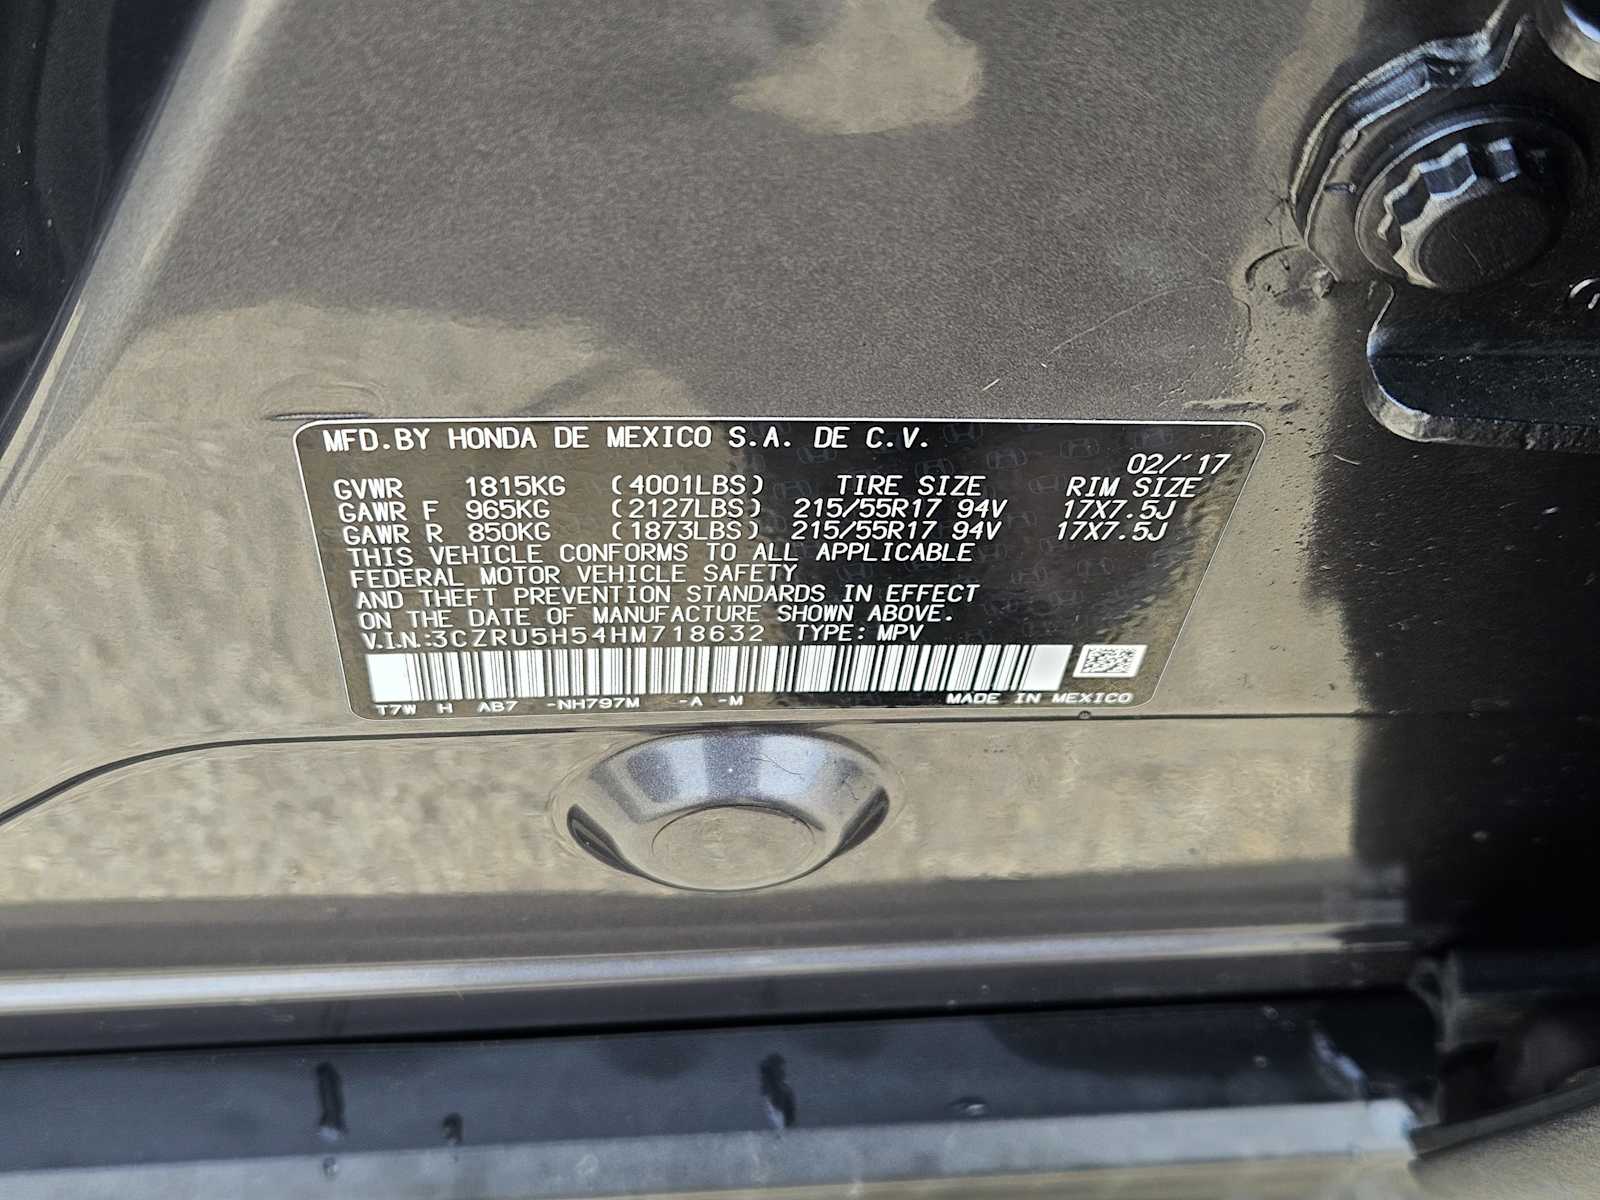 MFD.BY HONDA DE MEXICO S.A. DE C.V.
02/'17
GVWR 1815KG (4001LBS) TIRE SIZE RIM SIZE
GAWR F 965KG (2127LBS) 215/55R17 94V 17X7.5J
GAWR R 850KG (1873LBS) 215/55R17 94V 17X7.5J
THIS VEHICLE CONFORMS TO ALL APPLICABLE
FEDERAL MOTOR VEHICLE SAFETY
AND THEFT PREVENTION STANDARDS IN EFFECT
ON THE DATE OF MANUFACTURE SHOWN ABOVE.
V.I.N.:3CZRU5H54HM718632 TYPE: MPV
T7W H AB7 -NH797M -A -M MADE IN MEXICO